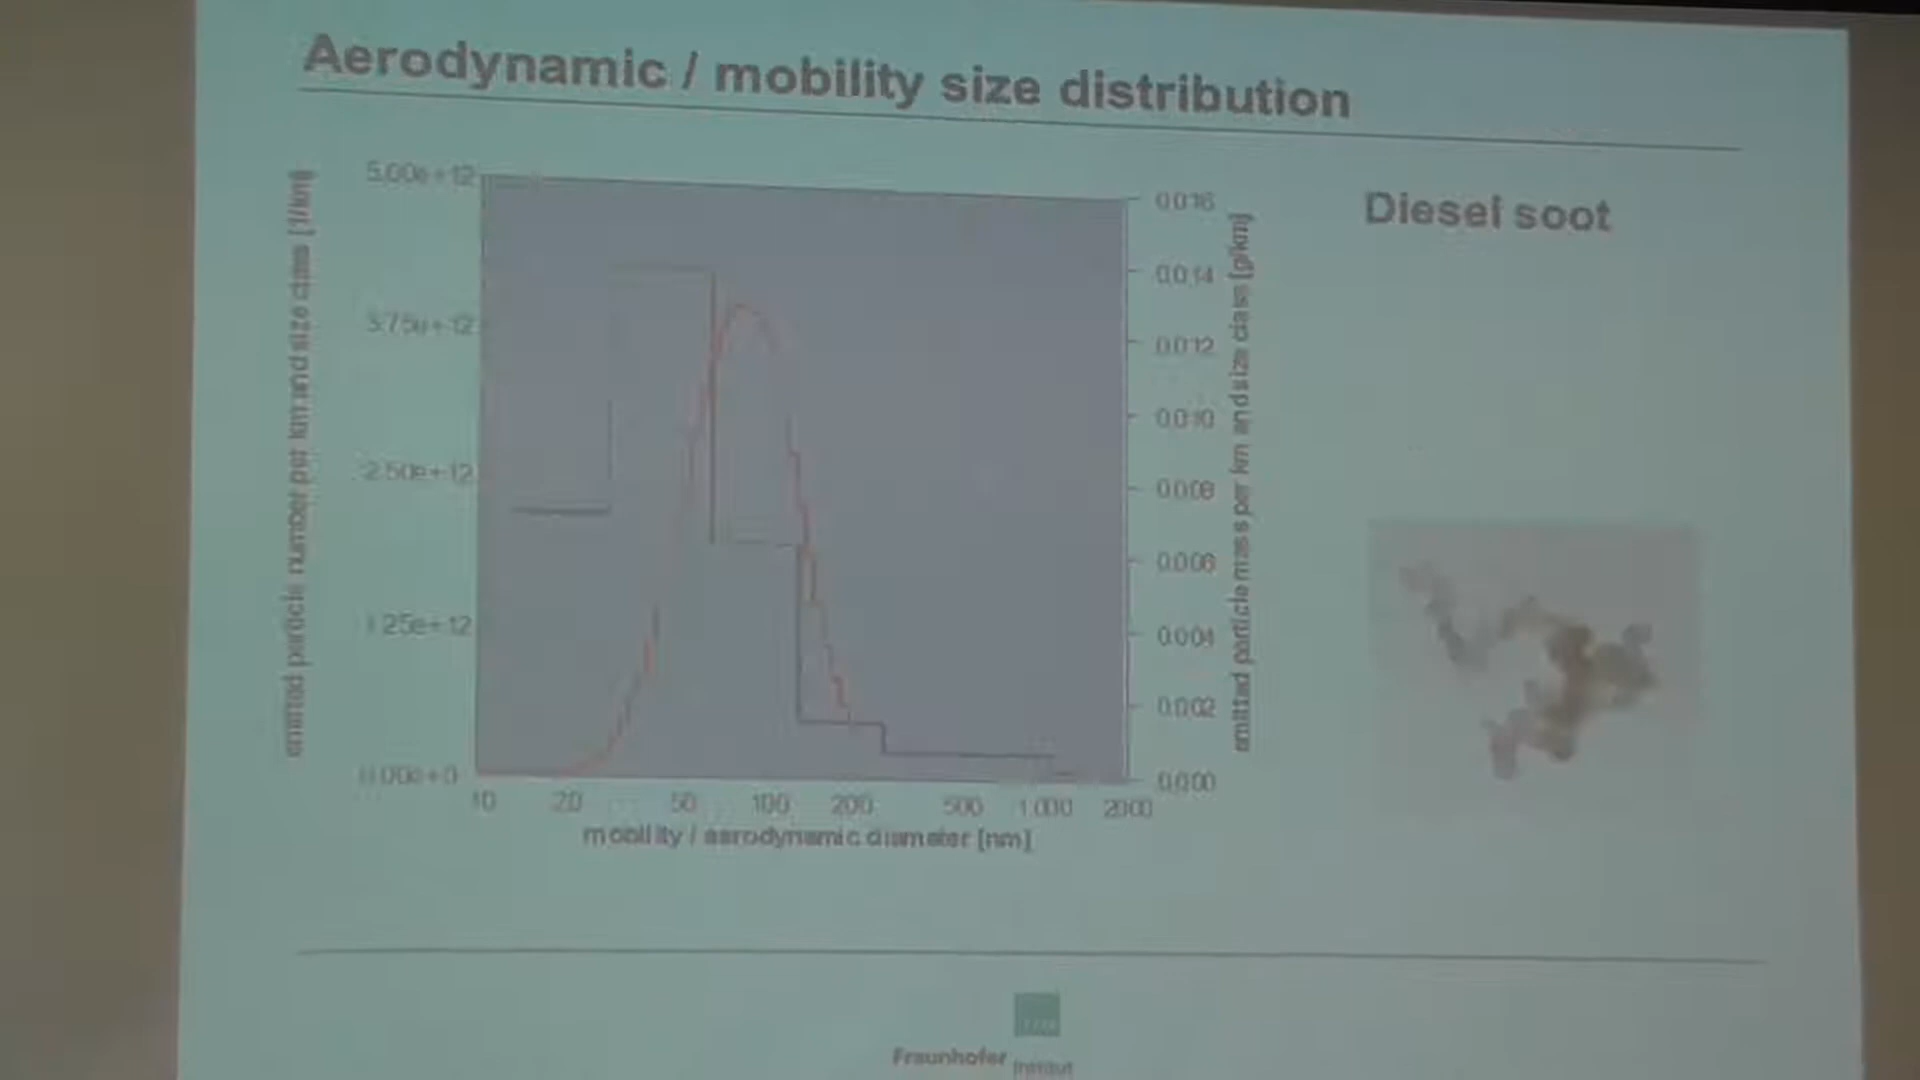 Aerodynamic / mobility size distribution
Diesel soot
emitted particle number per km and size class [1/km]
5.00e+12
3.75e+12
2.50e+12
1.25e+12
0.00e+0
0.016
0.014
0.012
0.010
0.008
0.006
0.004
0.002
0.000
emitted particle mass per km and size class [g/km]
10 20 50 100 200 500 1000 2000
mobility / aerodynamic diameter [nm]
Fraunhofer Institut